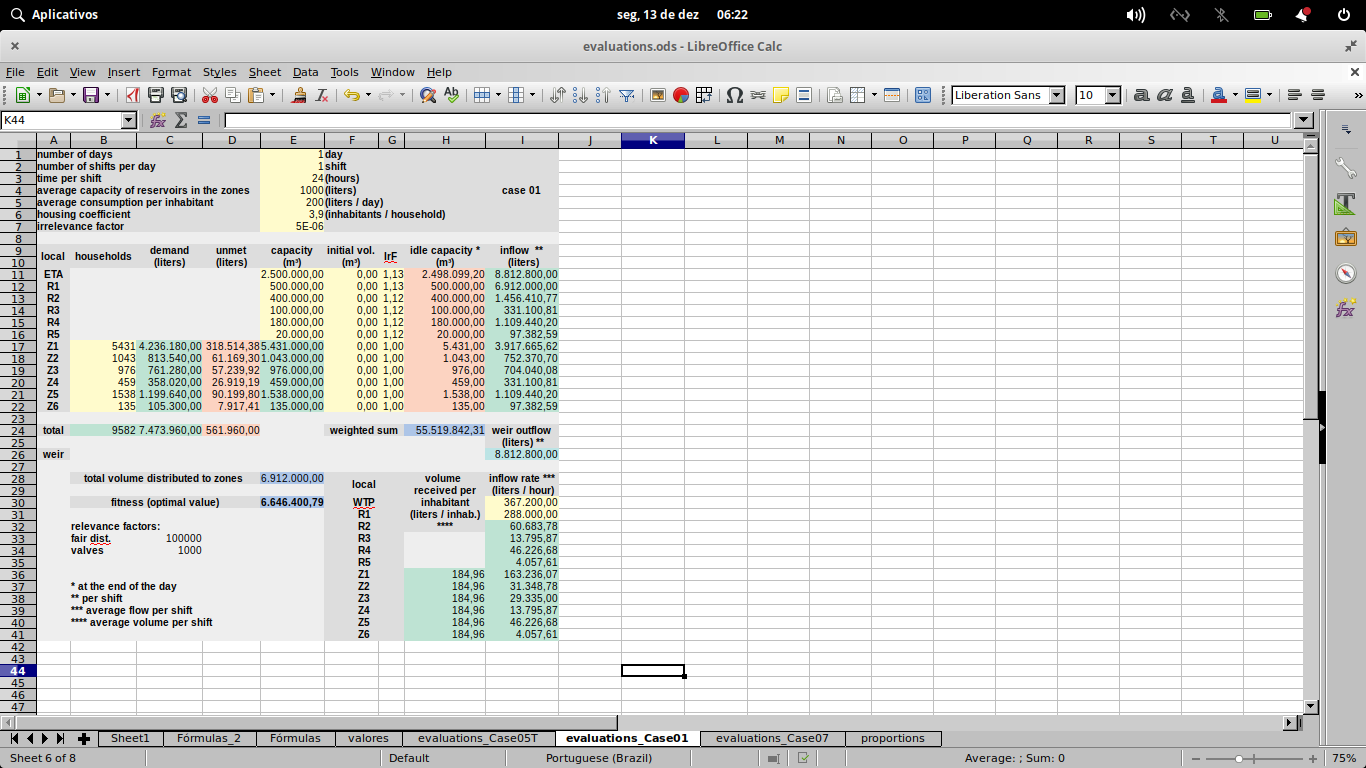 Aplicativos seg, 13 de dez 06:22
evaluations.ods - LibreOffice Calc
File Edit View Insert Format Styles Sheet Data Tools Window Help
Liberation Sans 10
K44
A B C D E F G H I J K L M N O P Q R S T U
1 number of days 1 day
2 number of shifts per day 1 shift
3 time per shift 24 (hours)
4 average capacity of reservoirs in the zones 1000 (liters) case 01
5 average consumption per inhabitant 200 (liters / day)
6 housing coefficient 3,9 (inhabitants / household)
7 irrelevance factor 5E-06
8
9 local households demand unmet capacity initial vol. IrF idle capacity * inflow **
10 (liters) (liters) (m³) (m³) (m³) (liters)
11 ETA 2.500.000,00 0,00 1,13 2.498.099,20 8.812.800,00
12 R1 500.000,00 0,00 1,13 500.000,00 6.912.000,00
13 R2 400.000,00 0,00 1,12 400.000,00 1.456.410,77
14 R3 100.000,00 0,00 1,12 100.000,00 331.100,81
15 R4 180.000,00 0,00 1,12 180.000,00 1.109.440,20
16 R5 20.000,00 0,00 1,12 20.000,00 97.382,59
17 Z1 5431 4.236.180,00 318.514,38 5.431.000,00 0,00 1,00 5.431,00 3.917.665,62
18 Z2 1043 813.540,00 61.169,30 1.043.000,00 0,00 1,00 1.043,00 752.370,70
19 Z3 976 761.280,00 57.239,92 976.000,00 0,00 1,00 976,00 704.040,08
20 Z4 459 358.020,00 26.919,19 459.000,00 0,00 1,00 459,00 331.100,81
21 Z5 1538 1.199.640,00 90.199,80 1.538.000,00 0,00 1,00 1.538,00 1.109.440,20
22 Z6 135 105.300,00 7.917,41 135.000,00 0,00 1,00 135,00 97.382,59
23
24 total 9582 7.473.960,00 561.960,00 weighted sum 55.519.842,31 weir outflow
25 (liters) **
26 weir 8.812.800,00
27
28 total volume distributed to zones 6.912.000,00 local volume inflow rate ***
29 received per (liters / hour)
30 fitness (optimal value) 6.646.400,79 WTP inhabitant 367.200,00
31 R1 (liters / inhab.) 288.000,00
32 relevance factors: R2 **** 60.683,78
33 fair dist. 100000 R3 13.795,87
34 valves 1000 R4 46.226,68
35 R5 4.057,61
36 Z1 184,96 163.236,07
37 * at the end of the day Z2 184,96 31.348,78
38 ** per shift Z3 184,96 29.335,00
39 *** average flow per shift Z4 184,96 13.795,87
40 **** average volume per shift Z5 184,96 46.226,68
41 Z6 184,96 4.057,61
42
43
44
45
46
47
Sheet1 Fórmulas_2 Fórmulas valores evaluations_Case05T evaluations_Case01 evaluations_Case07 proportions
Sheet 6 of 8 Default Portuguese (Brazil) Average: ; Sum: 0 75%